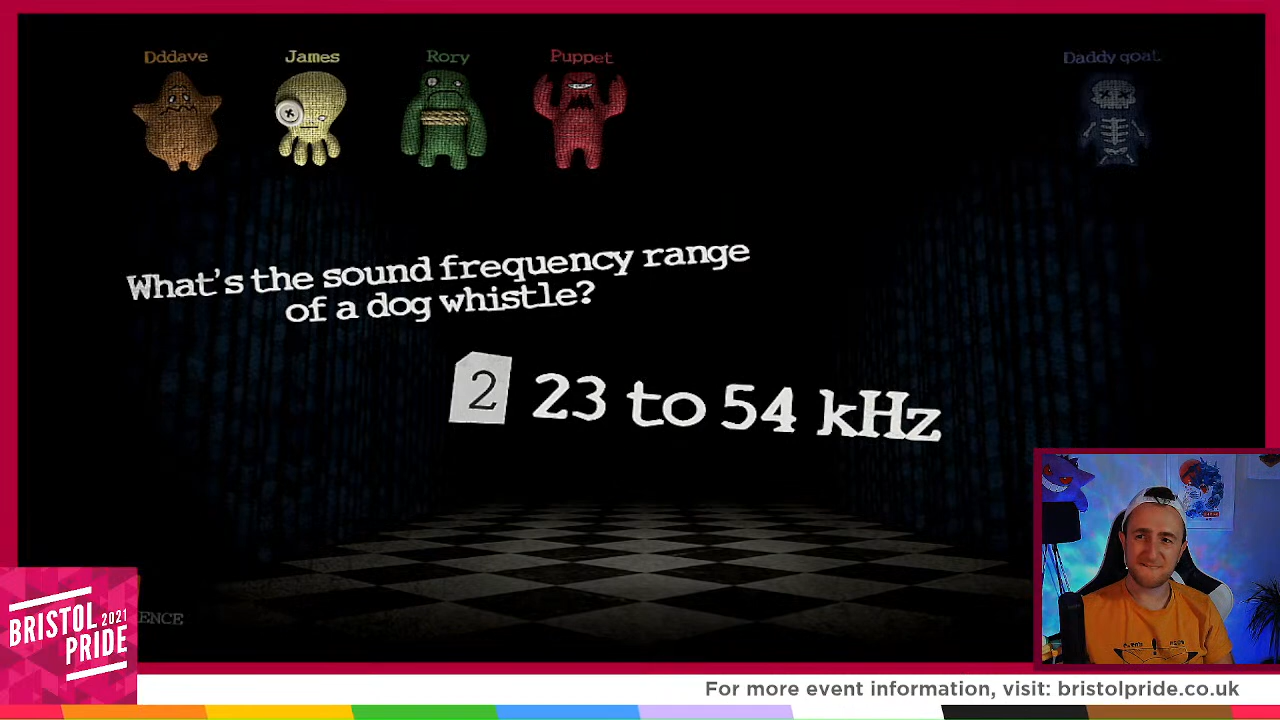 Dddave
James
Rory
Puppet
Daddy goat
What's the sound frequency range
of a dog whistle?
2 23 to 54 kHz
ENCE
BRISTOL 2021
PRIDE
For more event information, visit: bristolpride.co.uk